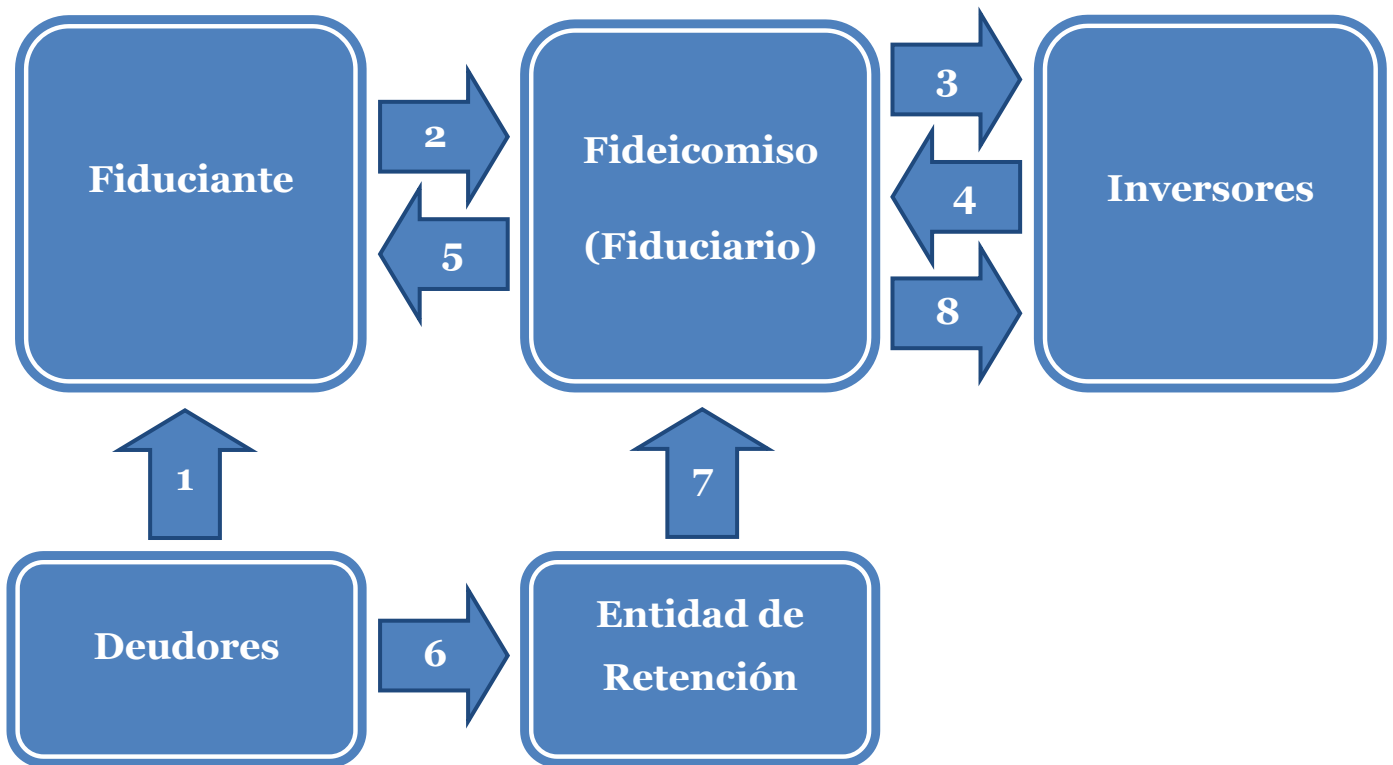 Fiduciante
2
5
Fideicomiso
(Fiduciario)
3
4
8
Inversores
1
7
Deudores
6
Entidad de
Retención